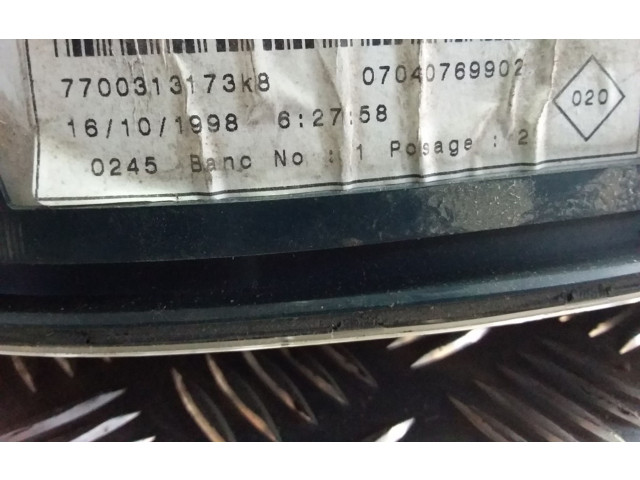 7700313173k8 07040769902
16/10/1998 6:27:58 020
0245 Banc No : 1 Posage : 2